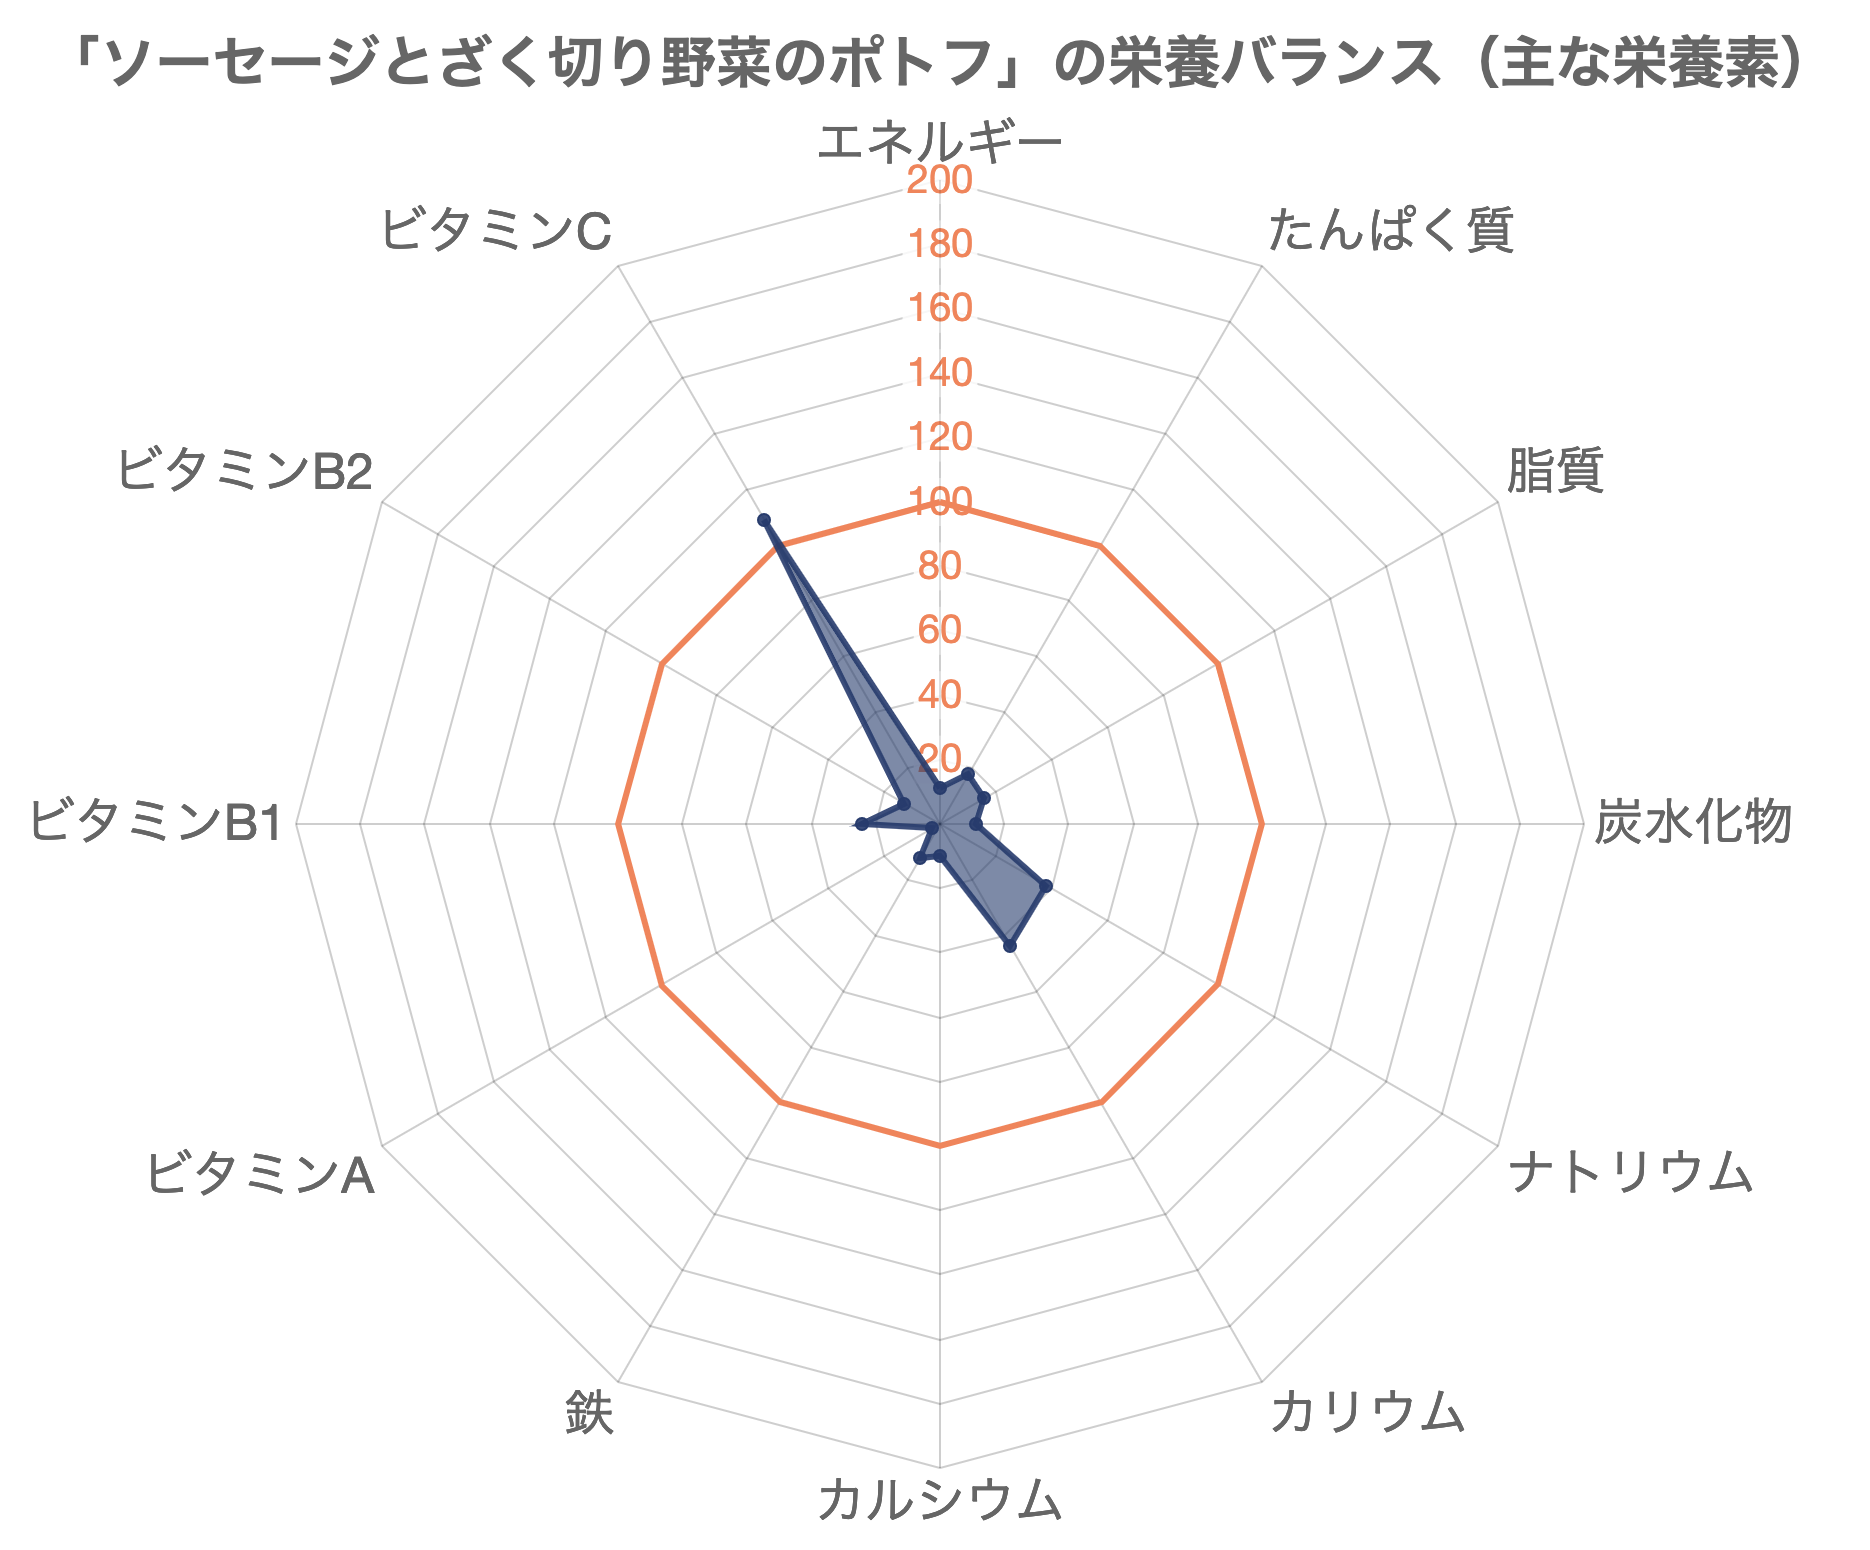 「ソーセージとざく切り野菜のポトフ」の栄養バランス（主な栄養素）
エネルギー
200
ビタミンC
たんぱく質
180
160
140
120
ビタミンB2
脂質
100
80
60
40
20
ビタミンB1
炭水化物
ビタミンA
ナトリウム
鉄
カリウム
カルシウム